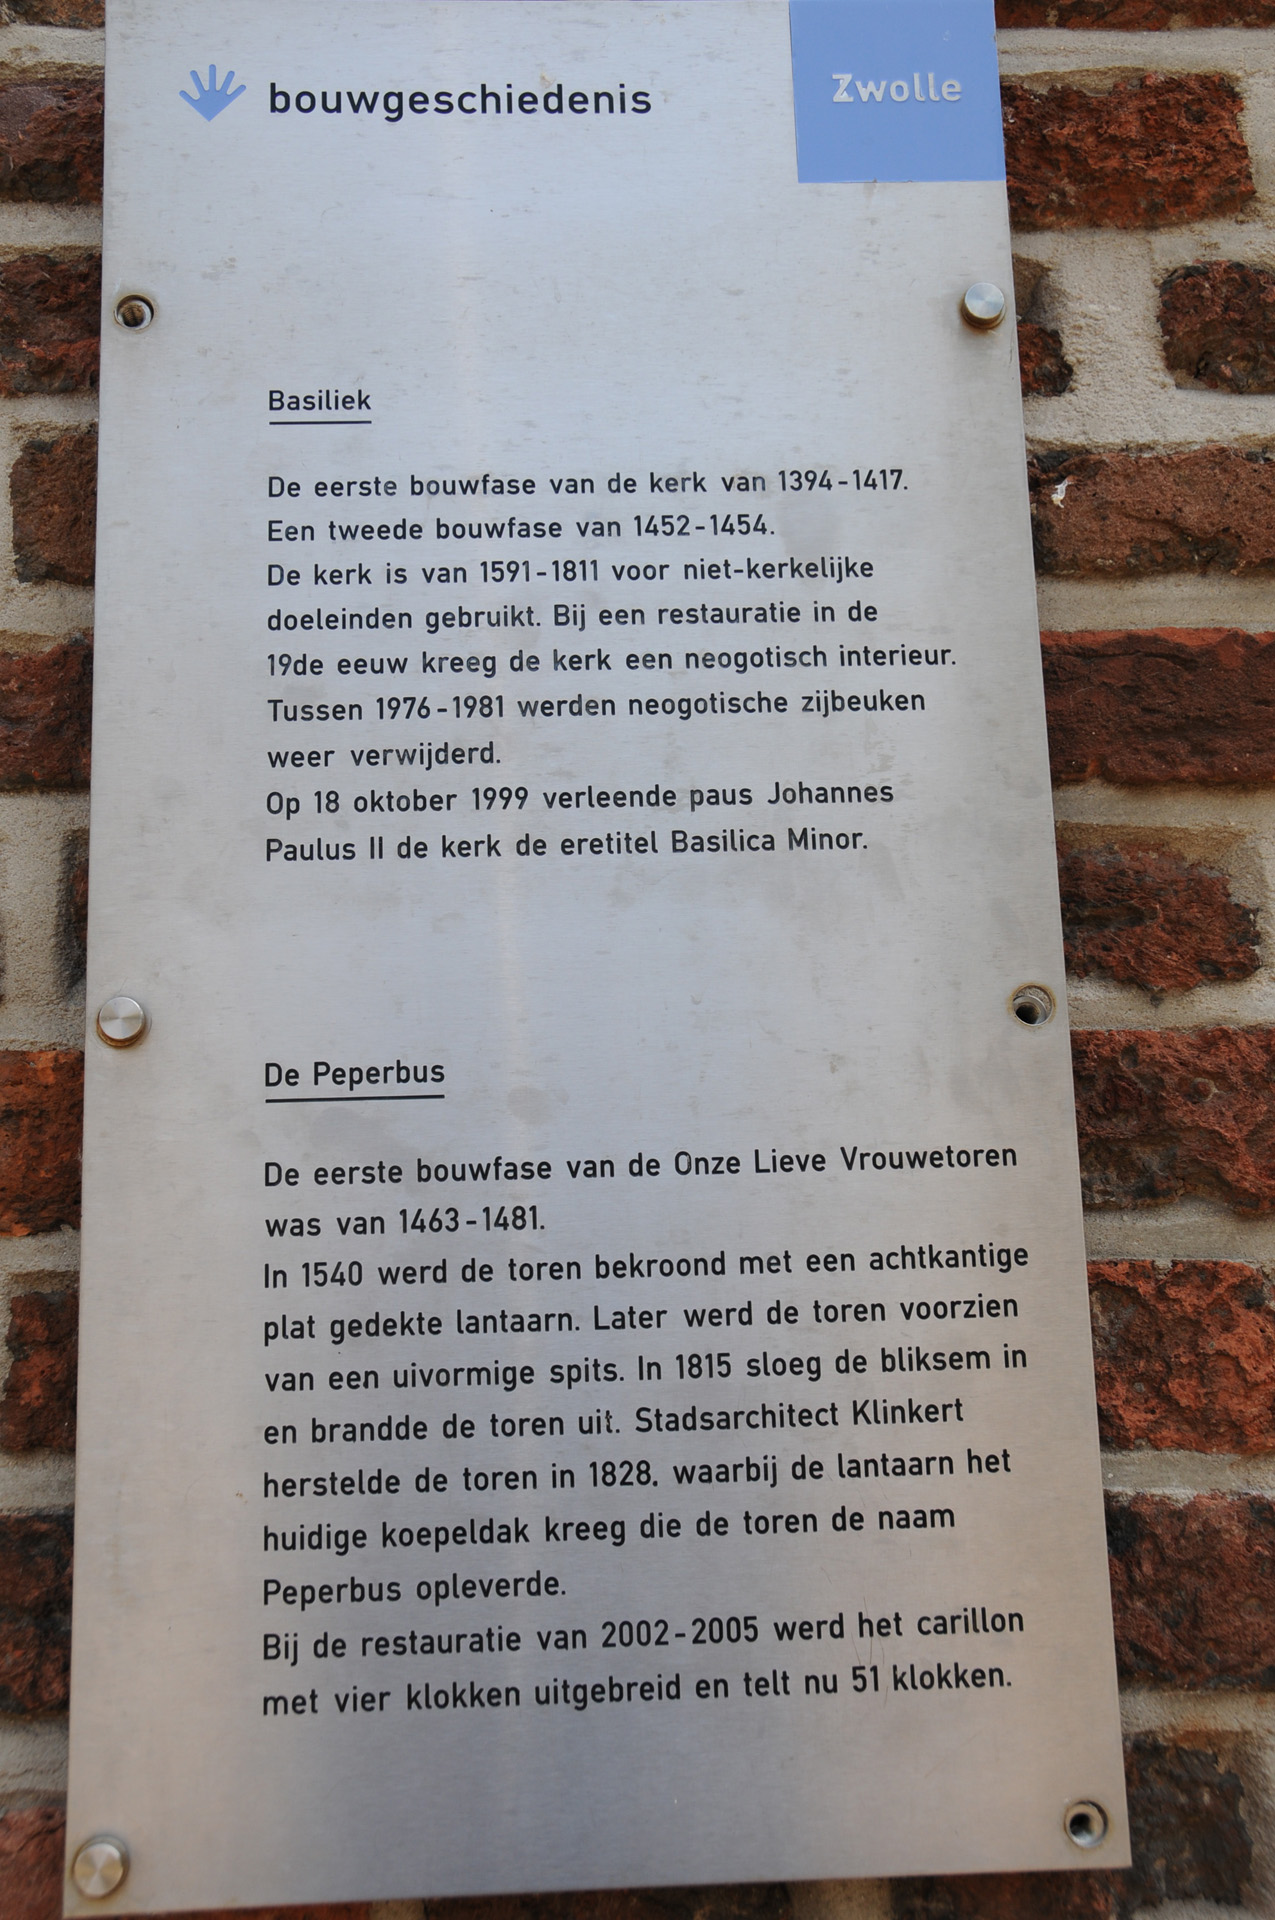 bouwgeschiedenis
Zwolle
Basiliek
De eerste bouwfase van de kerk van 1394-1417.
Een tweede bouwfase van 1452-1454.
De kerk is van 1591-1811 voor niet-kerkelijke
doeleinden gebruikt. Bij een restauratie in de
19de eeuw kreeg de kerk een neogotisch interieur.
Tussen 1976-1981 werden neogotische zijbeuken
weer verwijderd.
Op 18 oktober 1999 verleende paus Johannes
Paulus II de kerk de eretitel Basilica Minor.
De Peperbus
De eerste bouwfase van de Onze Lieve Vrouwetoren
was van 1463-1481.
In 1540 werd de toren bekroond met een achtkantige
plat gedekte lantaarn. Later werd de toren voorzien
van een uivormige spits. In 1815 sloeg de bliksem in
en brandde de toren uit. Stadsarchitect Klinkert
herstelde de toren in 1828. waarbij de lantaarn het
huidige koepeldak kreeg die de toren de naam
Peperbus opleverde.
Bij de restauratie van 2002-2005 werd het carillon
met vier klokken uitgebreid en telt nu 51 klokken.